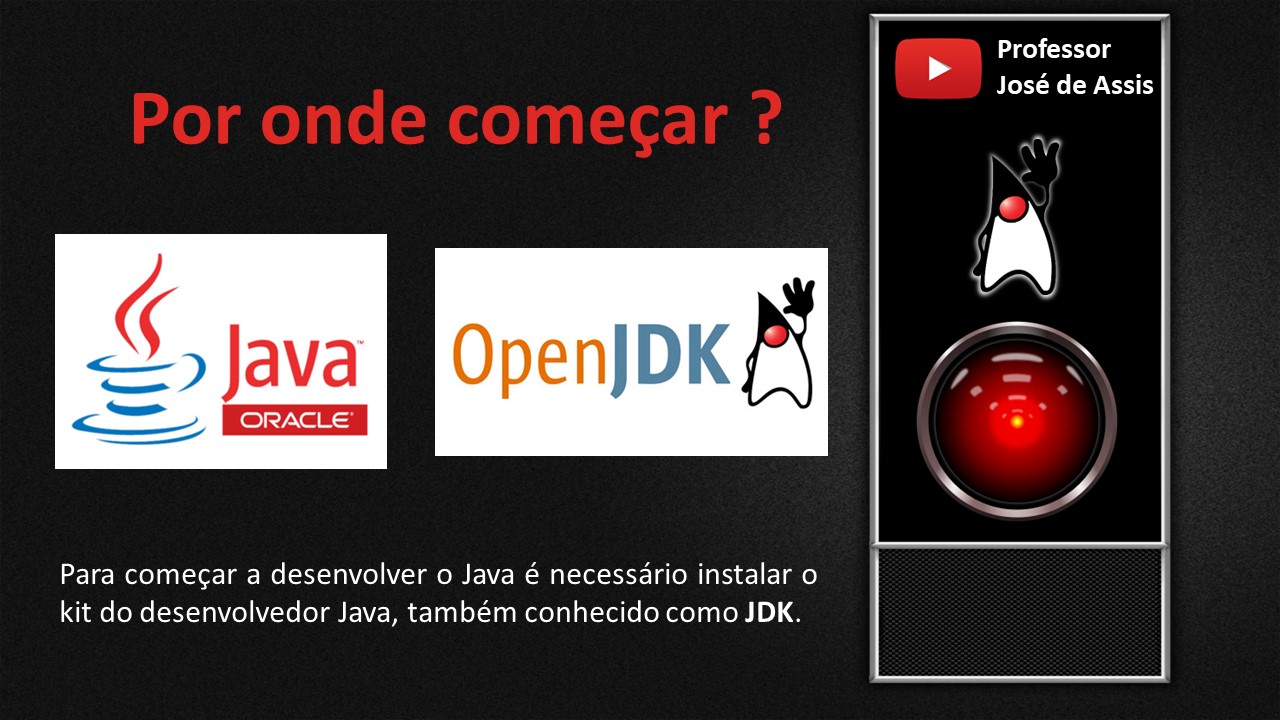 Por onde começar ?
Java™
ORACLE®
OpenJDK
Para começar a desenvolver o Java é necessário instalar o
kit do desenvolvedor Java, também conhecido como JDK.
Professor
José de Assis